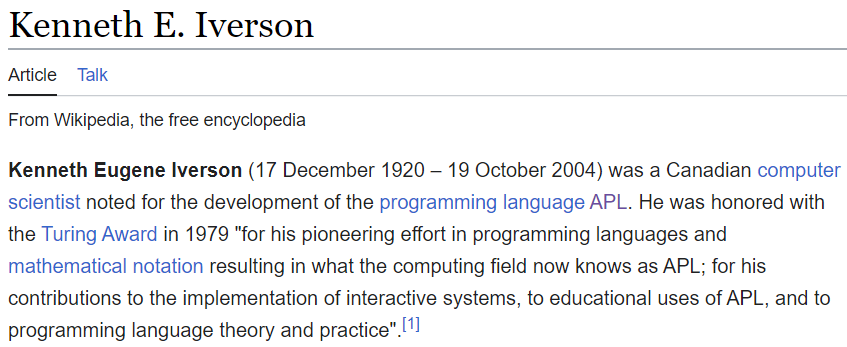 Kenneth E. Iverson
Article Talk
From Wikipedia, the free encyclopedia
Kenneth Eugene Iverson (17 December 1920 – 19 October 2004) was a Canadian computer
scientist noted for the development of the programming language APL. He was honored with
the Turing Award in 1979 "for his pioneering effort in programming languages and
mathematical notation resulting in what the computing field now knows as APL; for his
contributions to the implementation of interactive systems, to educational uses of APL, and to
programming language theory and practice".[1]